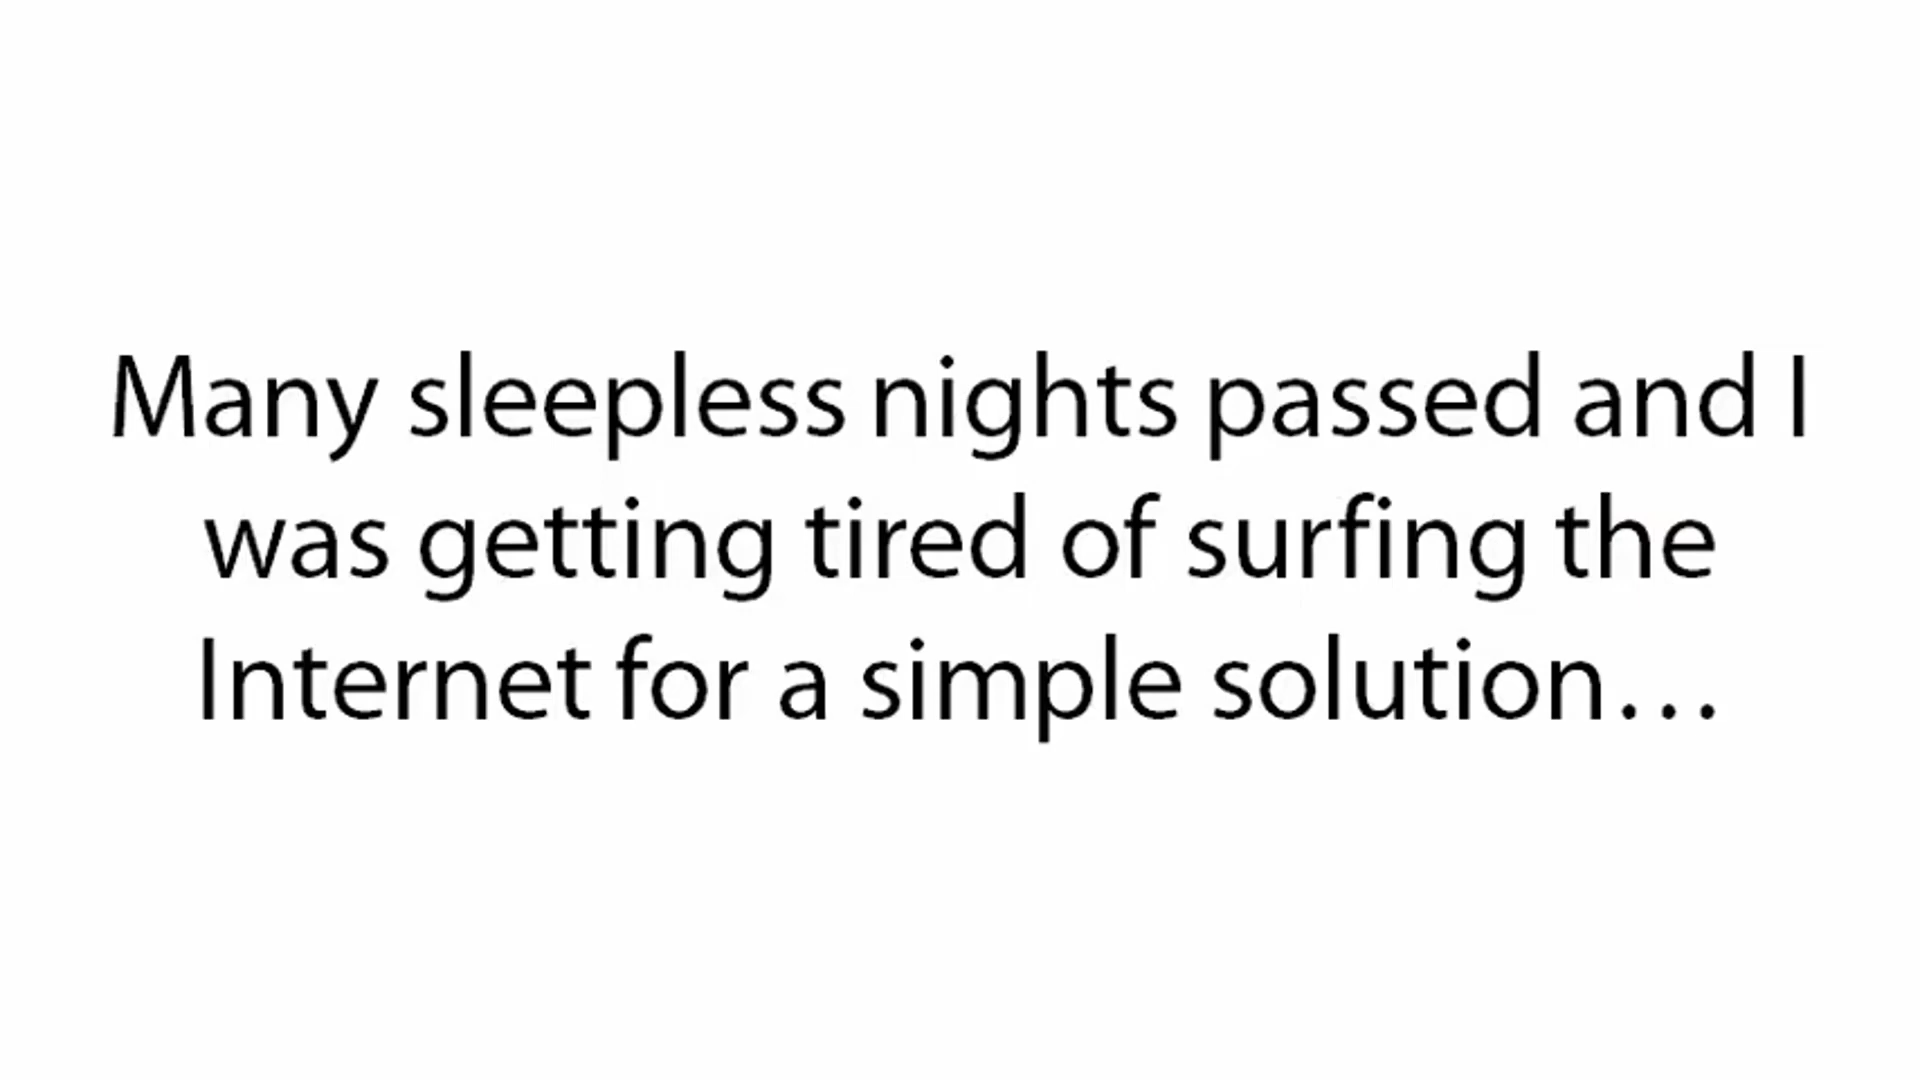 Many sleepless nights passed and I
was getting tired of surfing the
Internet for a simple solution…